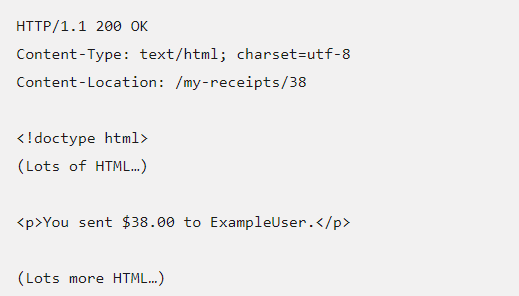 HTTP/1.1 200 OK
Content-Type: text/html; charset=utf-8
Content-Location: /my-receipts/38
<!doctype html>
(Lots of HTML…)
<p>You sent $38.00 to ExampleUser.</p>
(Lots more HTML…)